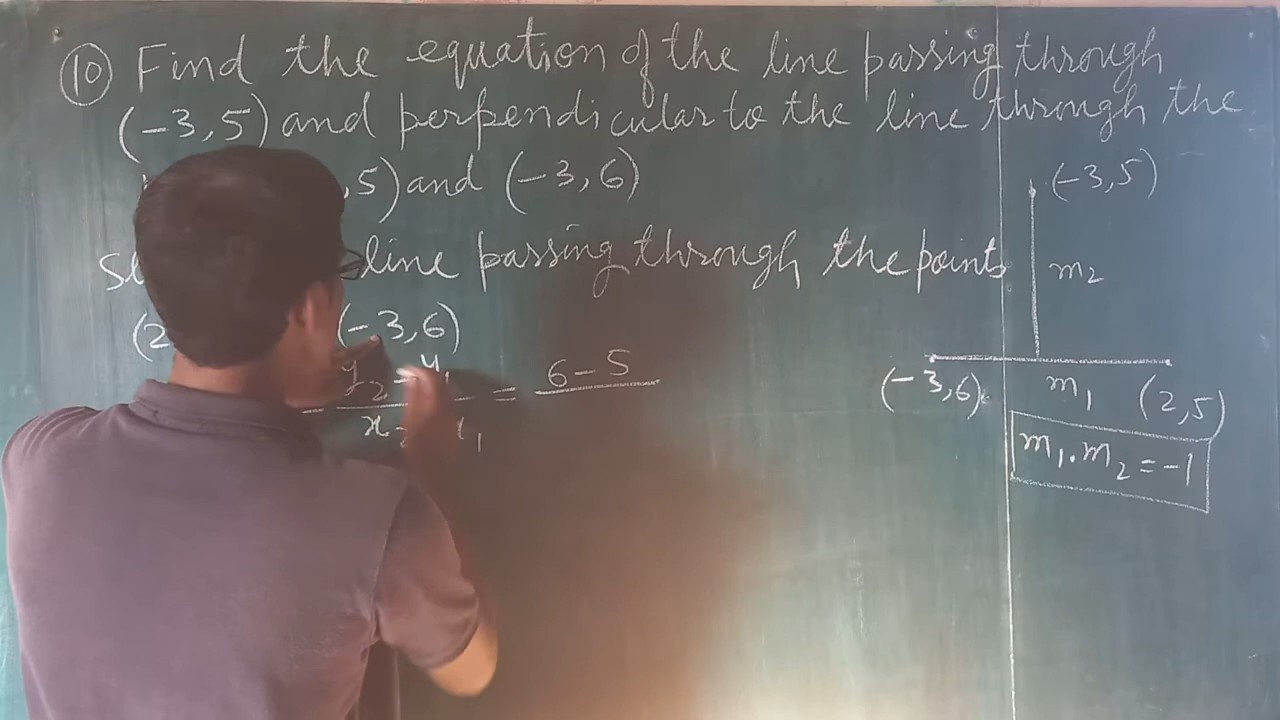 (10) Find the equation of the line passing through
(-3,5) and perpendicular to the line through the
,5) and (-3,6)
line passing through the points
(2 (-3,6)
y₂ - y₁ = 6-5
x₁
(-3,5)
m₂
(-3,6) m₁ (2,5)
m₁.m₂ = -1